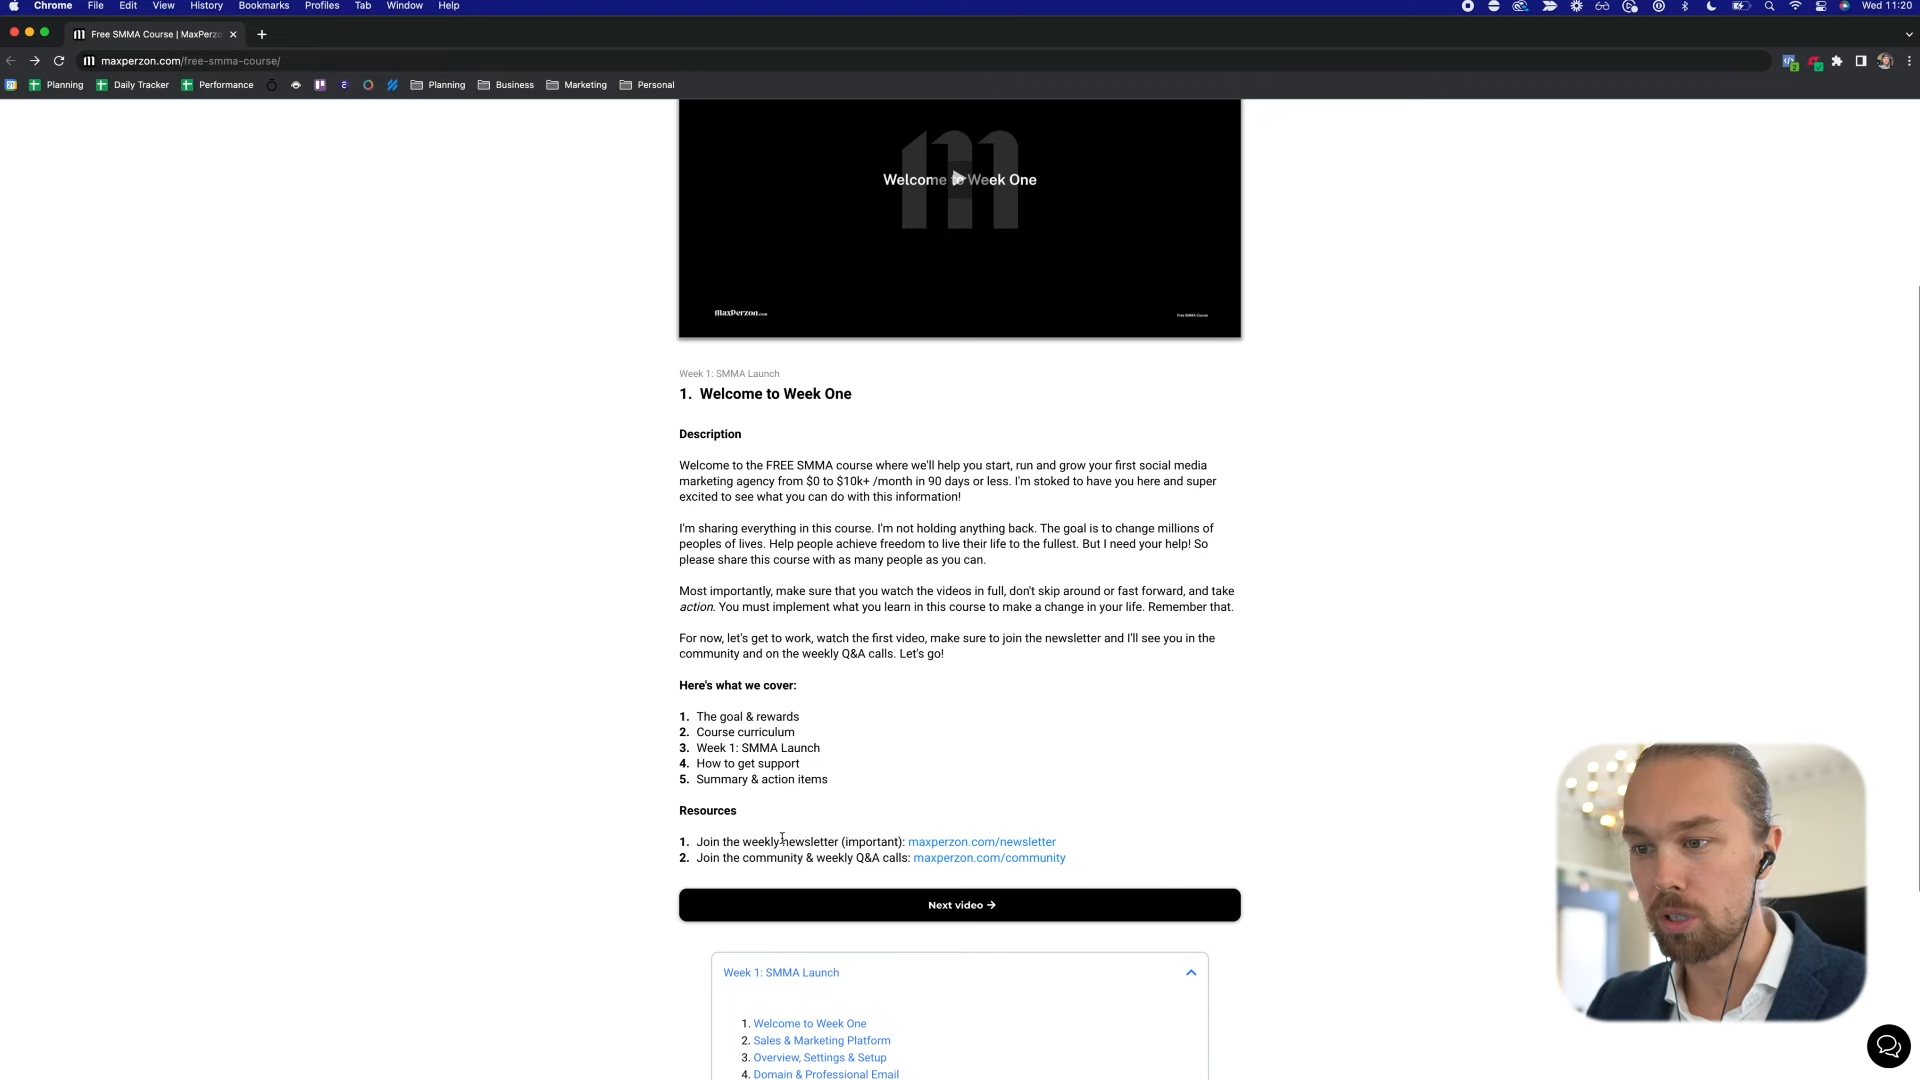 Chrome File Edit View History Bookmarks Profiles Tab Window Help Wed 11:20
Free SMMA Course | MaxPerzo
maxperzon.com/free-smma-course/
Planning Daily Tracker Performance Planning Business Marketing Personal
Welcome to Week One
MaxPerzon.com Free SMMA Course
Week 1: SMMA Launch
1. Welcome to Week One
Description
Welcome to the FREE SMMA course where we'll help you start, run and grow your first social media
marketing agency from $0 to $10k+ /month in 90 days or less. I'm stoked to have you here and super
excited to see what you can do with this information!
I'm sharing everything in this course. I'm not holding anything back. The goal is to change millions of
peoples of lives. Help people achieve freedom to live their life to the fullest. But I need your help! So
please share this course with as many people as you can.
Most importantly, make sure that you watch the videos in full, don't skip around or fast forward, and take
action. You must implement what you learn in this course to make a change in your life. Remember that.
For now, let's get to work, watch the first video, make sure to join the newsletter and I'll see you in the
community and on the weekly Q&A calls. Let's go!
Here's what we cover:
1. The goal & rewards
2. Course curriculum
3. Week 1: SMMA Launch
4. How to get support
5. Summary & action items
Resources
1. Join the weekly newsletter (important): maxperzon.com/newsletter
2. Join the community & weekly Q&A calls: maxperzon.com/community
Next video →
Week 1: SMMA Launch
1. Welcome to Week One
2. Sales & Marketing Platform
3. Overview, Settings & Setup
4. Domain & Professional Email